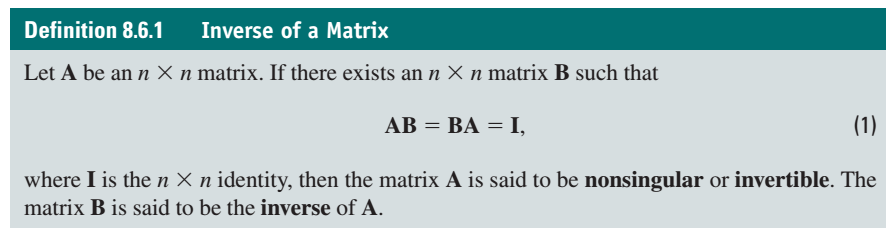 Definition 8.6.1 Inverse of a Matrix
Let A be an n × n matrix. If there exists an n × n matrix B such that
AB = BA = I, (1)
where I is the n × n identity, then the matrix A is said to be nonsingular or invertible. The
matrix B is said to be the inverse of A.